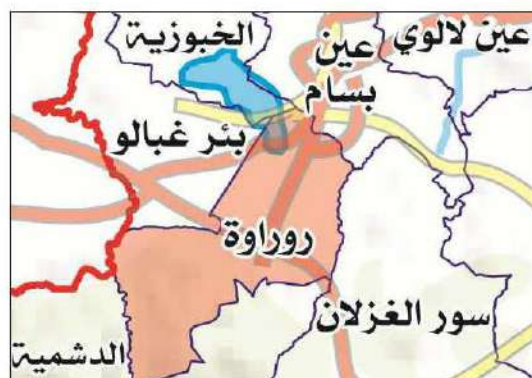 عين لالوي
عين
بسام
الخبوزية
بئر غبالو
روراوة
سور الغزلان
الدشمية